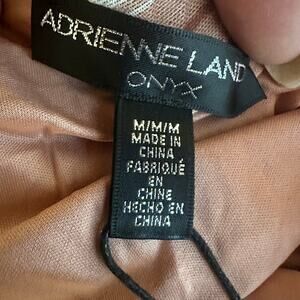 ADRIENNE LAND
ONYX
M/M/M
MADE IN
CHINA
FABRIQUÉ
EN
CHINE
HECHO EN
CHINA